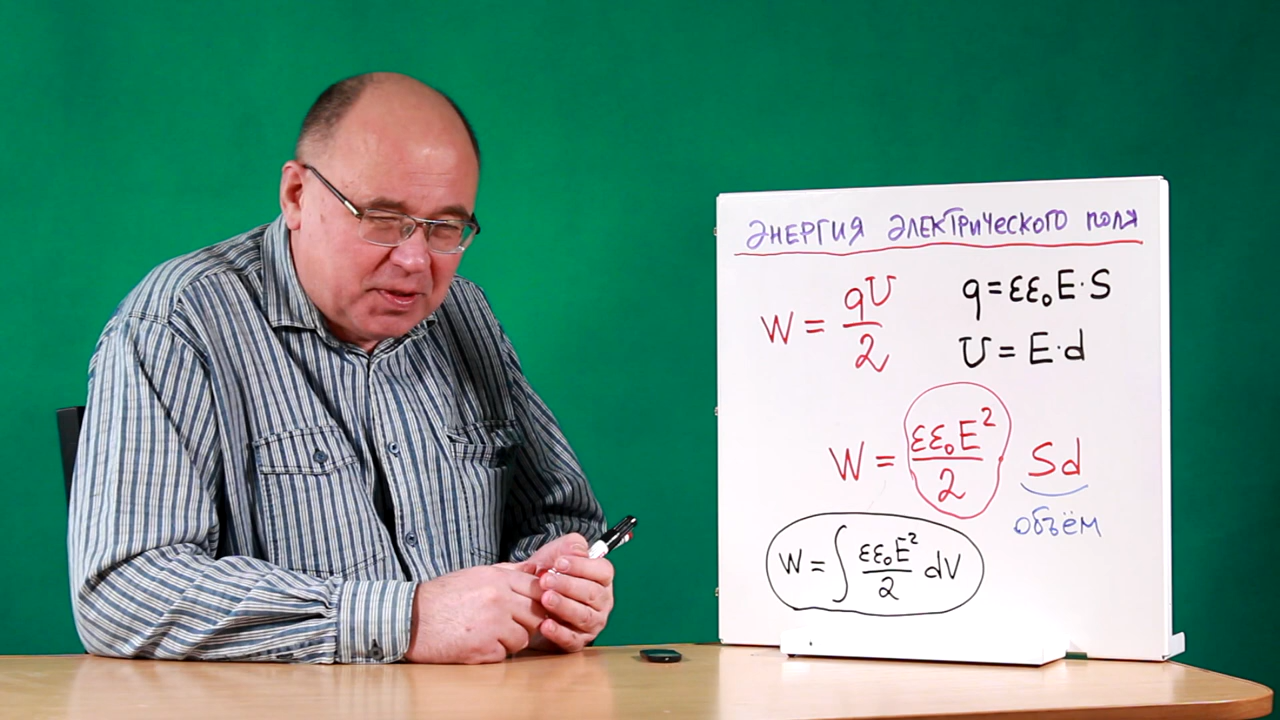 ЭНЕРГИЯ ЭЛЕКТРИЧЕСКОГО ПОЛЯ
W = qU/2
q = εε₀E·S
U = E·d
W = εε₀E²/2 Sd
объём
W = ∫ εε₀E²/2 dV